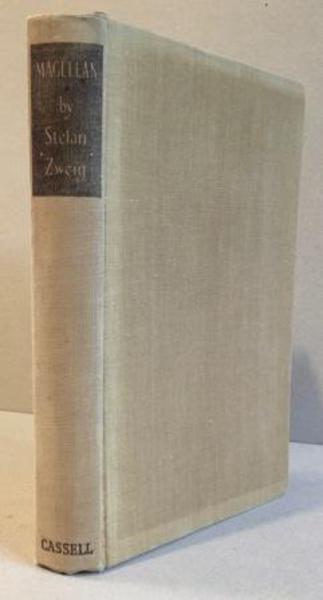 MAGELLAN
by
Stefan
Zweig
CASSELL